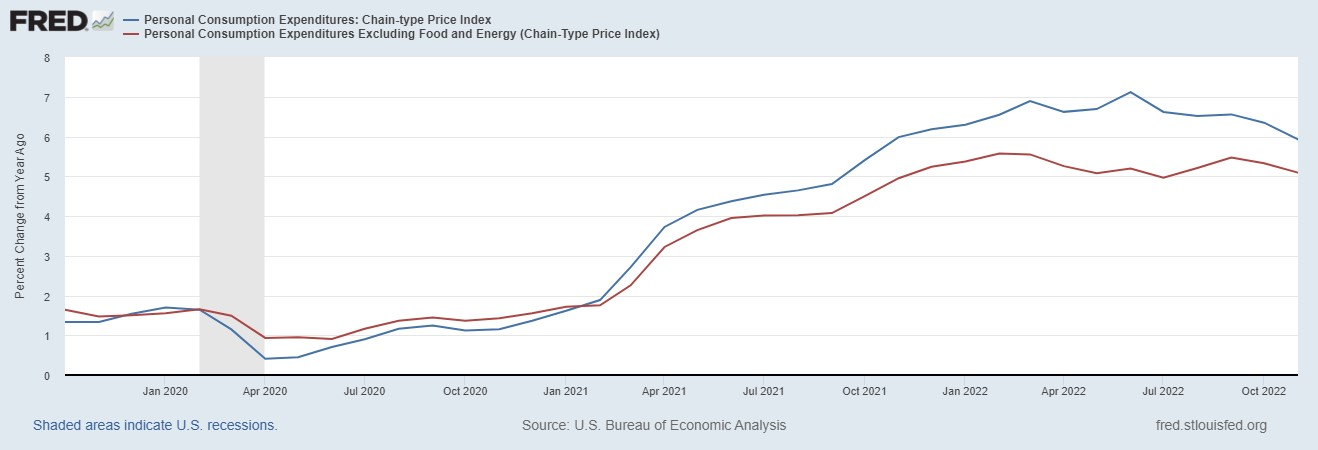 FRED
Personal Consumption Expenditures: Chain-type Price Index
Personal Consumption Expenditures Excluding Food and Energy (Chain-Type Price Index)
Percent Change from Year Ago
8
7
6
5
4
3
2
1
0
Jan 2020 Apr 2020 Jul 2020 Oct 2020 Jan 2021 Apr 2021 Jul 2021 Oct 2021 Jan 2022 Apr 2022 Jul 2022 Oct 2022
Shaded areas indicate U.S. recessions. Source: U.S. Bureau of Economic Analysis fred.stlouisfed.org